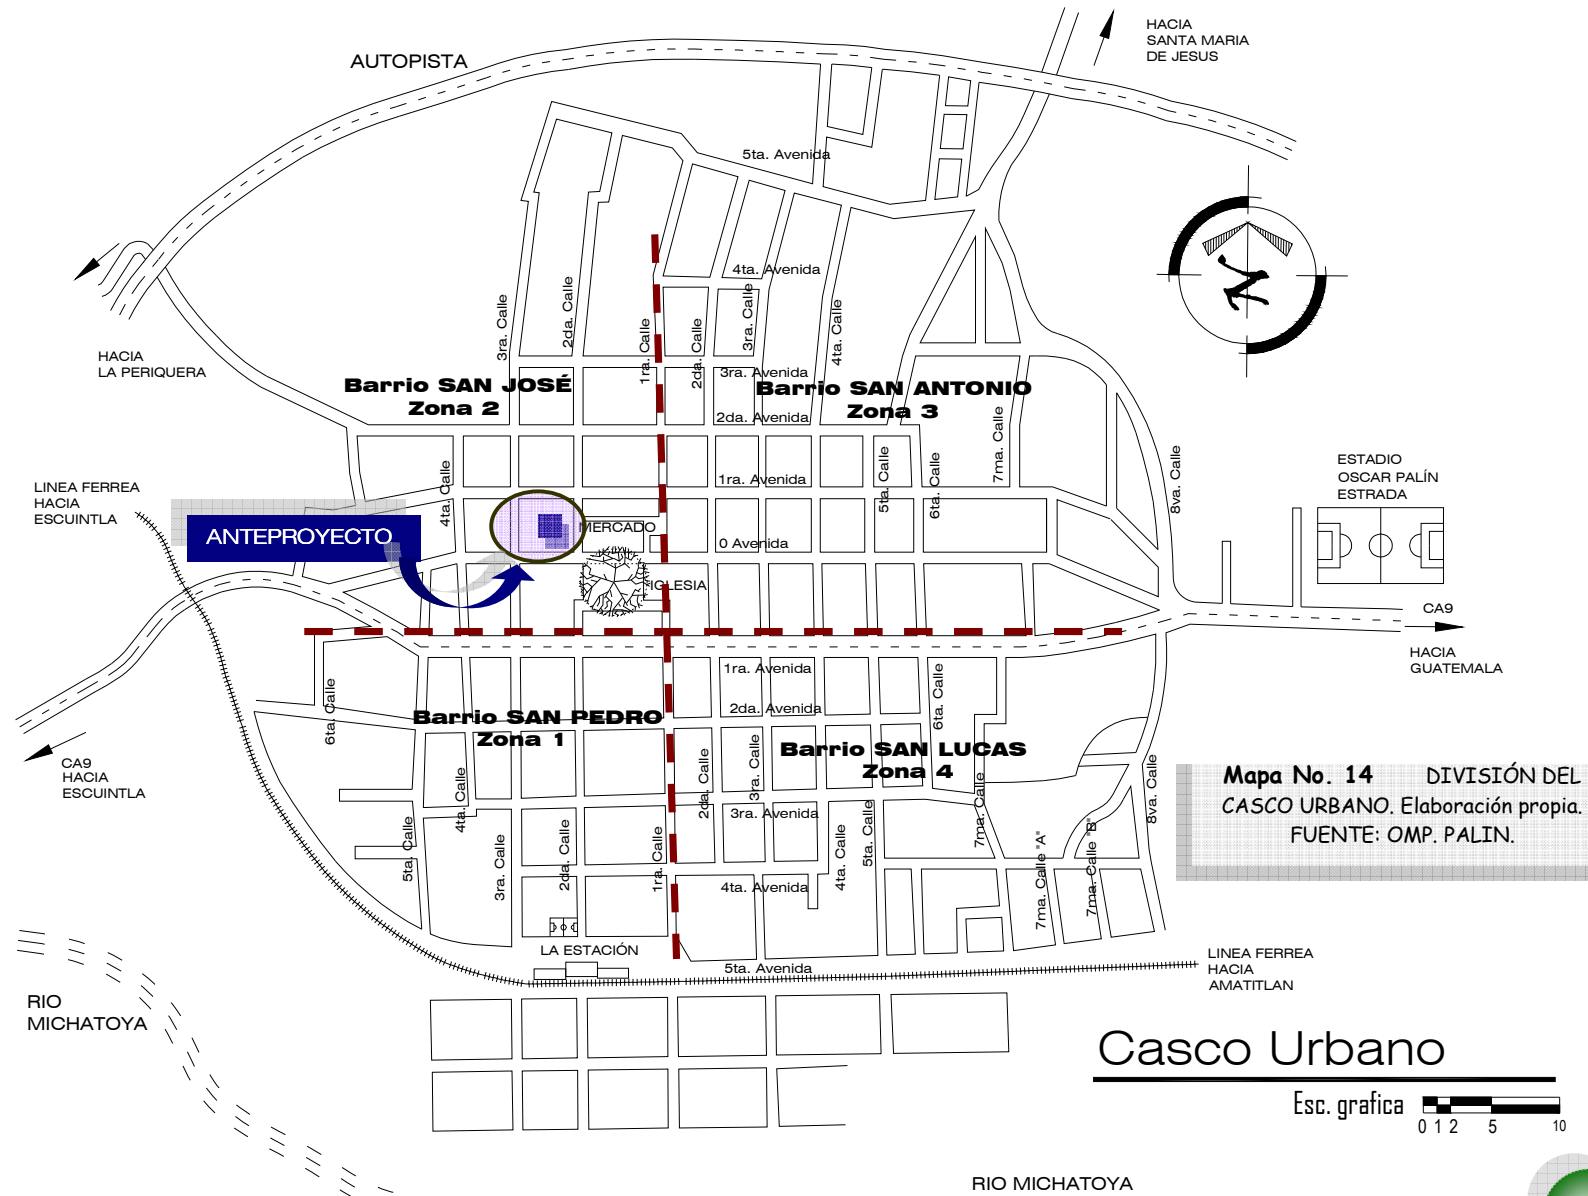 HACIA
SANTA MARIA
DE JESUS
AUTOPISTA
5ta. Avenida
4ta. Avenida
3ra. Calle
2da. Calle
1ra. Calle
2da. Calle
3ra. Calle
4ta. Calle
HACIA
LA PERIQUERA
3ra. Avenida
Barrio SAN JOSÉ
Zona 2
Barrio SAN ANTONIO
Zona 3
2da. Avenida
7ma. Calle
8va. Calle
ESTADIO
OSCAR PALÍN
ESTRADA
4ta. Calle
1ra. Avenida
5ta. Calle
6ta. Calle
LINEA FERREA
HACIA
ESCUINTLA
ANTEPROYECTO
MERCADO
0 Avenida
IGLESIA
CA9
HACIA
GUATEMALA
1ra. Avenida
6ta. Calle
6ta. Calle
2da. Avenida
Barrio SAN PEDRO
Zona 1
Barrio SAN LUCAS
Zona 4
CA9
HACIA
ESCUINTLA
Mapa No. 14 DIVISIÓN DEL
CASCO URBANO. Elaboración propia.
FUENTE: OMP. PALIN.
4ta. Calle
2da. Calle
3ra. Calle
7ma. Calle
8va. Calle
3ra. Avenida
5ta. Calle
3ra. Calle
2da. Calle
1ra. Calle
4ta. Calle
5ta. Calle
7ma. Calle "A"
7ma. Calle "B"
4ta. Avenida
LA ESTACIÓN
5ta. Avenida
LINEA FERREA
HACIA
AMATITLAN
RIO
MICHATOYA
Casco Urbano
Esc. grafica
0 1 2 5 10
RIO MICHATOYA
N